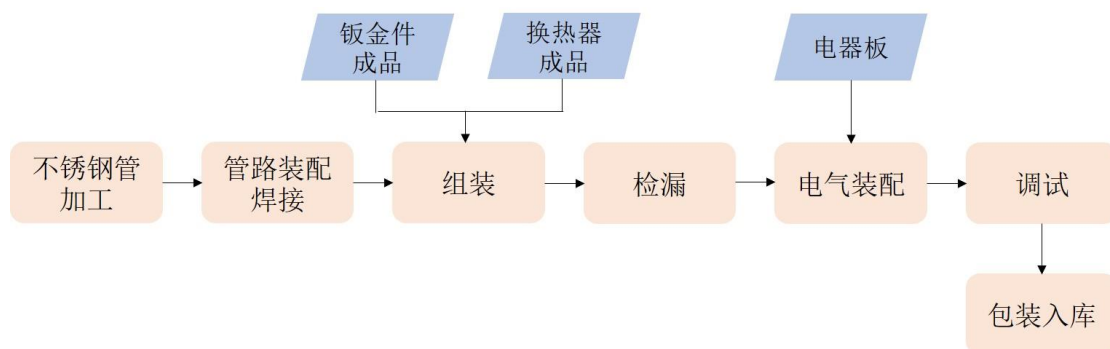 钣金件
成品
换热器
成品
电器板
不锈钢管
加工
管路装配
焊接
组装
检漏
电气装配
调试
包装入库